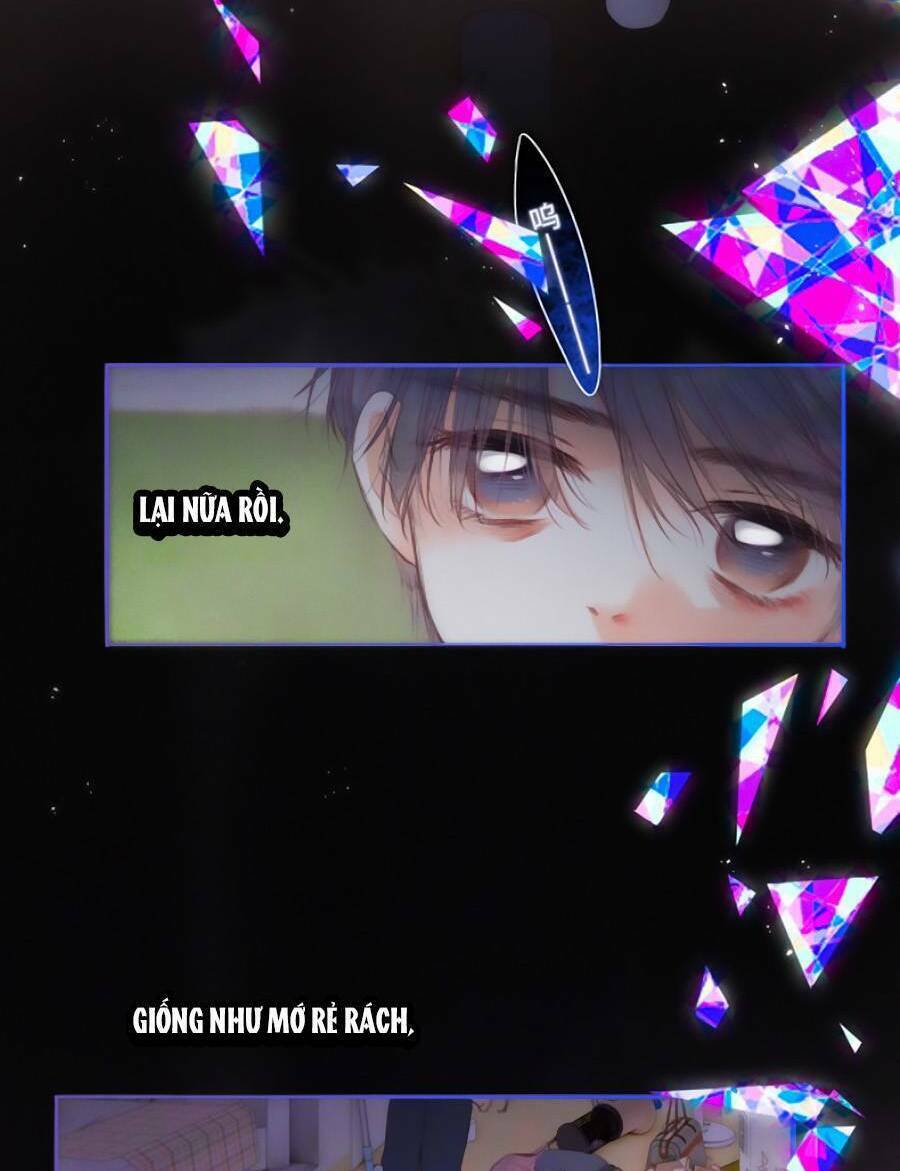 呜——
LẠI NỮA RỒI.
GIỐNG NHƯ MỚ RẺ RÁCH,